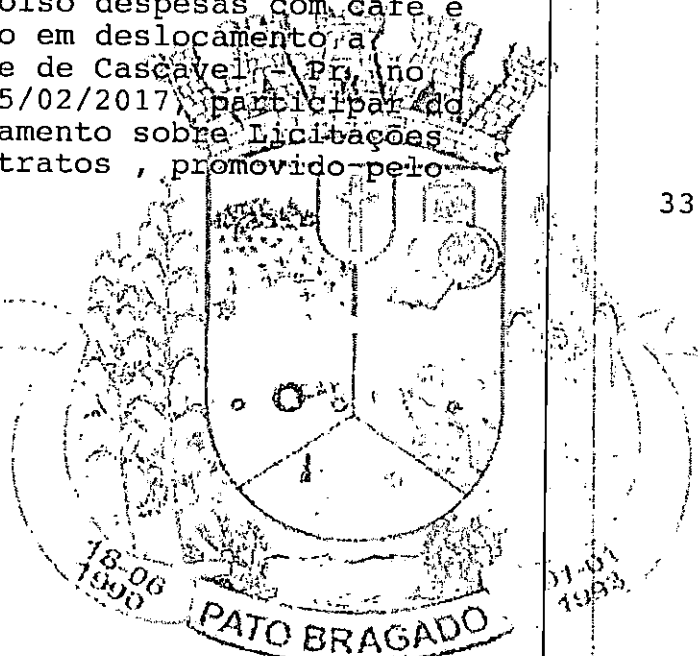 olso despesas com café e
o em deslocamento a
e de Cascavel - Pr, no
5/02/2017, participar do
amento sobre Licitações
tratos , promovido pelo
33
18-06
1990
01-01
1993
PATO BRAGADO